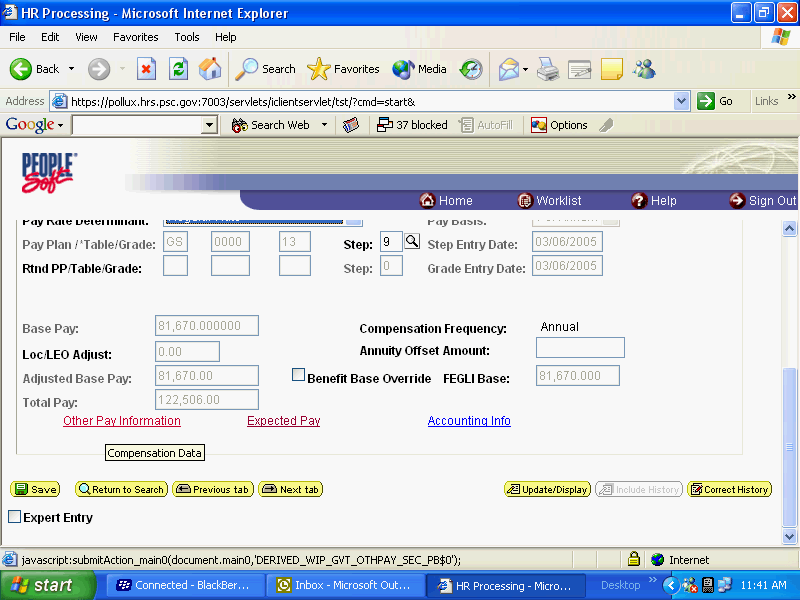 HR Processing - Microsoft Internet Explorer
File Edit View Favorites Tools Help
Back Search Favorites Media
Address https://pollux.hrs.psc.gov:7003/servlets/iclientservlet/tst/?cmd=start& Go Links »
Google Search Web 37 blocked AutoFill Options
PEOPLE
Soft
Home Worklist Help Sign Out
Pay Rate Determinant: Pay Basis:
Pay Plan /*Table/Grade: GS 0000 13 Step: 9 Step Entry Date: 03/06/2005
Rtnd PP/Table/Grade: Step: 0 Grade Entry Date: 03/06/2005
Base Pay: 81,670.000000 Compensation Frequency: Annual
Loc/LEO Adjust: 0.00 Annuity Offset Amount:
Adjusted Base Pay: 81,670.00 Benefit Base Override FEGLI Base: 81,670.000
Total Pay: 122,506.00
Other Pay Information Expected Pay Accounting Info
Compensation Data
Save Return to Search Previous tab Next tab Update/Display Include History Correct History
Expert Entry
javascript:submitAction_main0(document.main0,'DERIVED_WIP_GVT_OTHPAY_SEC_PB$0'); Internet
start Connected - BlackBer... Inbox - Microsoft Out... HR Processing - Micro... Desktop » 11:41 AM